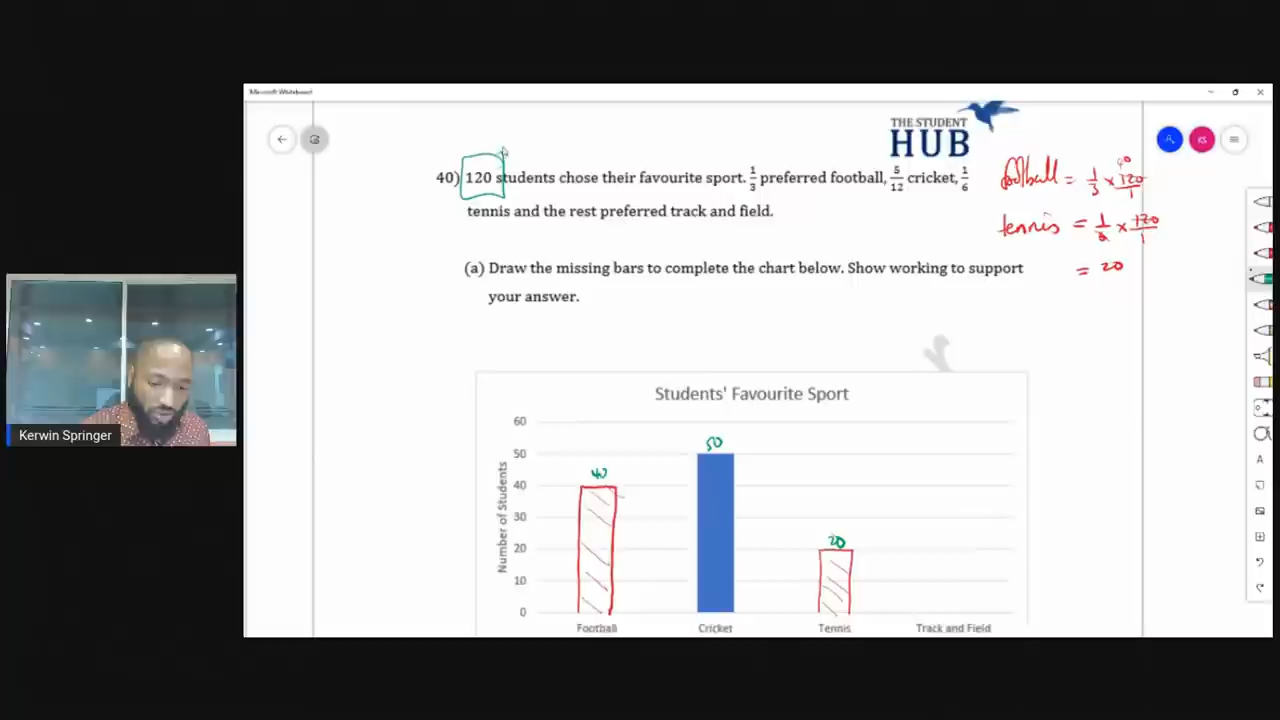 Microsoft Whiteboard
THE STUDENT
HUB
40) 120 students chose their favourite sport. 1/3 preferred football, 5/12 cricket, 1/6
tennis and the rest preferred track and field.
football = 1/3 × 120/1
40
tennis = 1/6 × 120/1
= 20
(a) Draw the missing bars to complete the chart below. Show working to support
your answer.
Students' Favourite Sport
Number of Students
60
50
40
30
20
10
0
40
50
20
Football
Cricket
Tennis
Track and Field
Kerwin Springer
KS
A